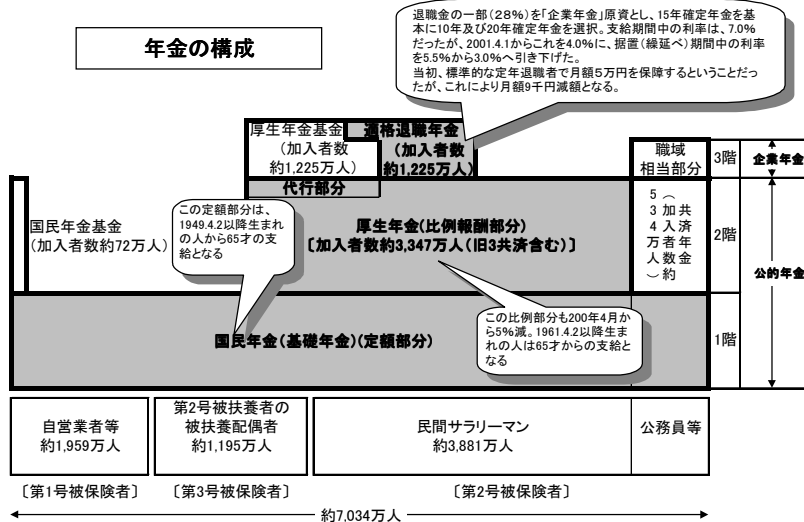 年金の構成
退職金の一部(28%)を「企業年金」原資とし、15年確定年金を基
本に10年及び20年確定年金を選択。支給期間中の利率は、7.0%
だったが、2001.4.1からこれを4.0%に、据置(繰延べ)期間中の利率
を5.5%から3.0%へ引き下げた。
当初、標準的な定年退職者で月額5万円を保障するということだっ
たが、これにより月額9千円減額となる。
厚生年金基金
(加入者数
約1,225万人)
適格退職年金
(加入者数
約1,225万人)
職域
相当部分
3階
企業年金
代行部分
国民年金基金
(加入者数約72万人)
この定額部分は、
1949.4.2以降生まれ
の人から65才の支
給となる
厚生年金(比例報酬部分)
〔加入者数約3,347万人(旧3共済含む)〕
共済年金
(加入者数約
534万人)
2階
公的年金
この比例部分も200年4月か
ら5%減。1961.4.2以降生ま
れの人は65才からの支給と
なる
国民年金(基礎年金)(定額部分)
1階
自営業者等
約1,959万人
第2号被扶養者の
被扶養配偶者
約1,195万人
民間サラリーマン
約3,881万人
公務員等
〔第1号被保険者〕
〔第3号被保険者〕
〔第2号被保険者〕
約7,034万人